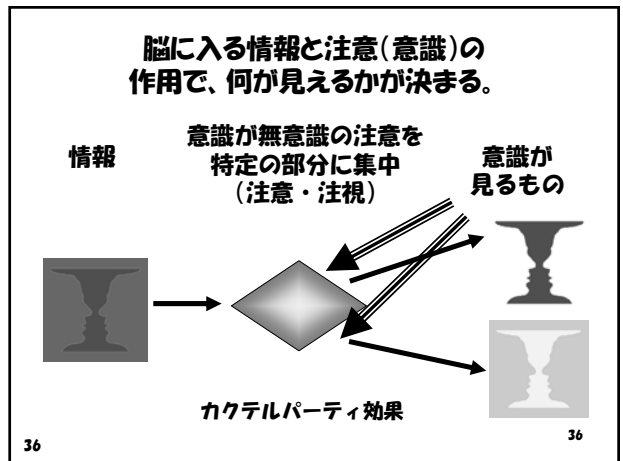 脳に入る情報と注意(意識)の
作用で、何が見えるかが決まる。
情報
意識が無意識の注意を
特定の部分に集中
(注意・注視)
意識が
見るもの
カクテルパーティ効果
36
36